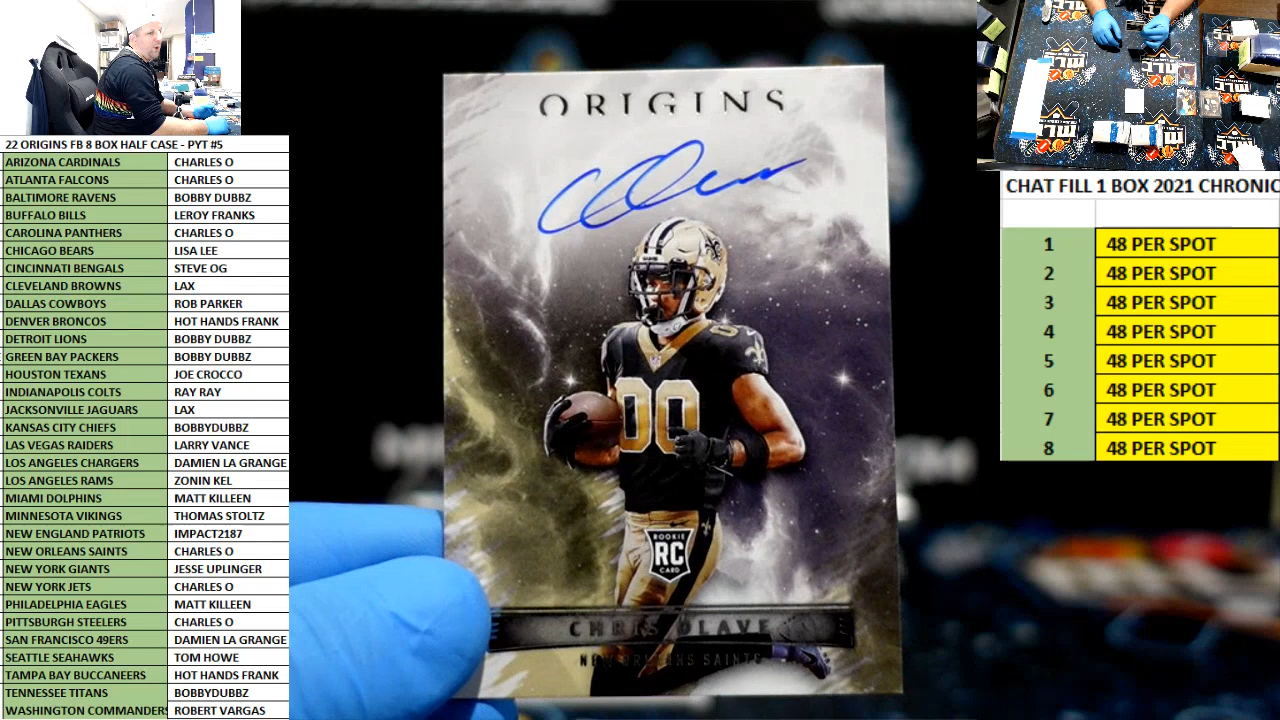 22 ORIGINS FB 8 BOX HALF CASE - PYT #5
ARIZONA CARDINALS CHARLES O
ATLANTA FALCONS CHARLES O
BALTIMORE RAVENS BOBBY DUBBZ
BUFFALO BILLS LEROY FRANKS
CAROLINA PANTHERS CHARLES O
CHICAGO BEARS LISA LEE
CINCINNATI BENGALS STEVE OG
CLEVELAND BROWNS LAX
DALLAS COWBOYS ROB PARKER
DENVER BRONCOS HOT HANDS FRANK
DETROIT LIONS BOBBY DUBBZ
GREEN BAY PACKERS BOBBY DUBBZ
HOUSTON TEXANS JOE CROCCO
INDIANAPOLIS COLTS RAY RAY
JACKSONVILLE JAGUARS LAX
KANSAS CITY CHIEFS BOBBYDUBBZ
LAS VEGAS RAIDERS LARRY VANCE
LOS ANGELES CHARGERS DAMIEN LA GRANGE
LOS ANGELES RAMS ZONIN KEL
MIAMI DOLPHINS MATT KILLEEN
MINNESOTA VIKINGS THOMAS STOLTZ
NEW ENGLAND PATRIOTS IMPACT2187
NEW ORLEANS SAINTS CHARLES O
NEW YORK GIANTS JESSE UPLINGER
NEW YORK JETS CHARLES O
PHILADELPHIA EAGLES MATT KILLEEN
PITTSBURGH STEELERS CHARLES O
SAN FRANCISCO 49ERS DAMIEN LA GRANGE
SEATTLE SEAHAWKS TOM HOWE
TAMPA BAY BUCCANEERS HOT HANDS FRANK
TENNESSEE TITANS BOBBYDUBBZ
WASHINGTON COMMANDERS ROBERT VARGAS
ORIGINS
00
ROOKIE
RC
CARD
CHRIS OLAVE
NEW ORLEANS SAINTS
MLC
CHAT FILL 1 BOX 2021 CHRONIC
1 48 PER SPOT
2 48 PER SPOT
3 48 PER SPOT
4 48 PER SPOT
5 48 PER SPOT
6 48 PER SPOT
7 48 PER SPOT
8 48 PER SPOT